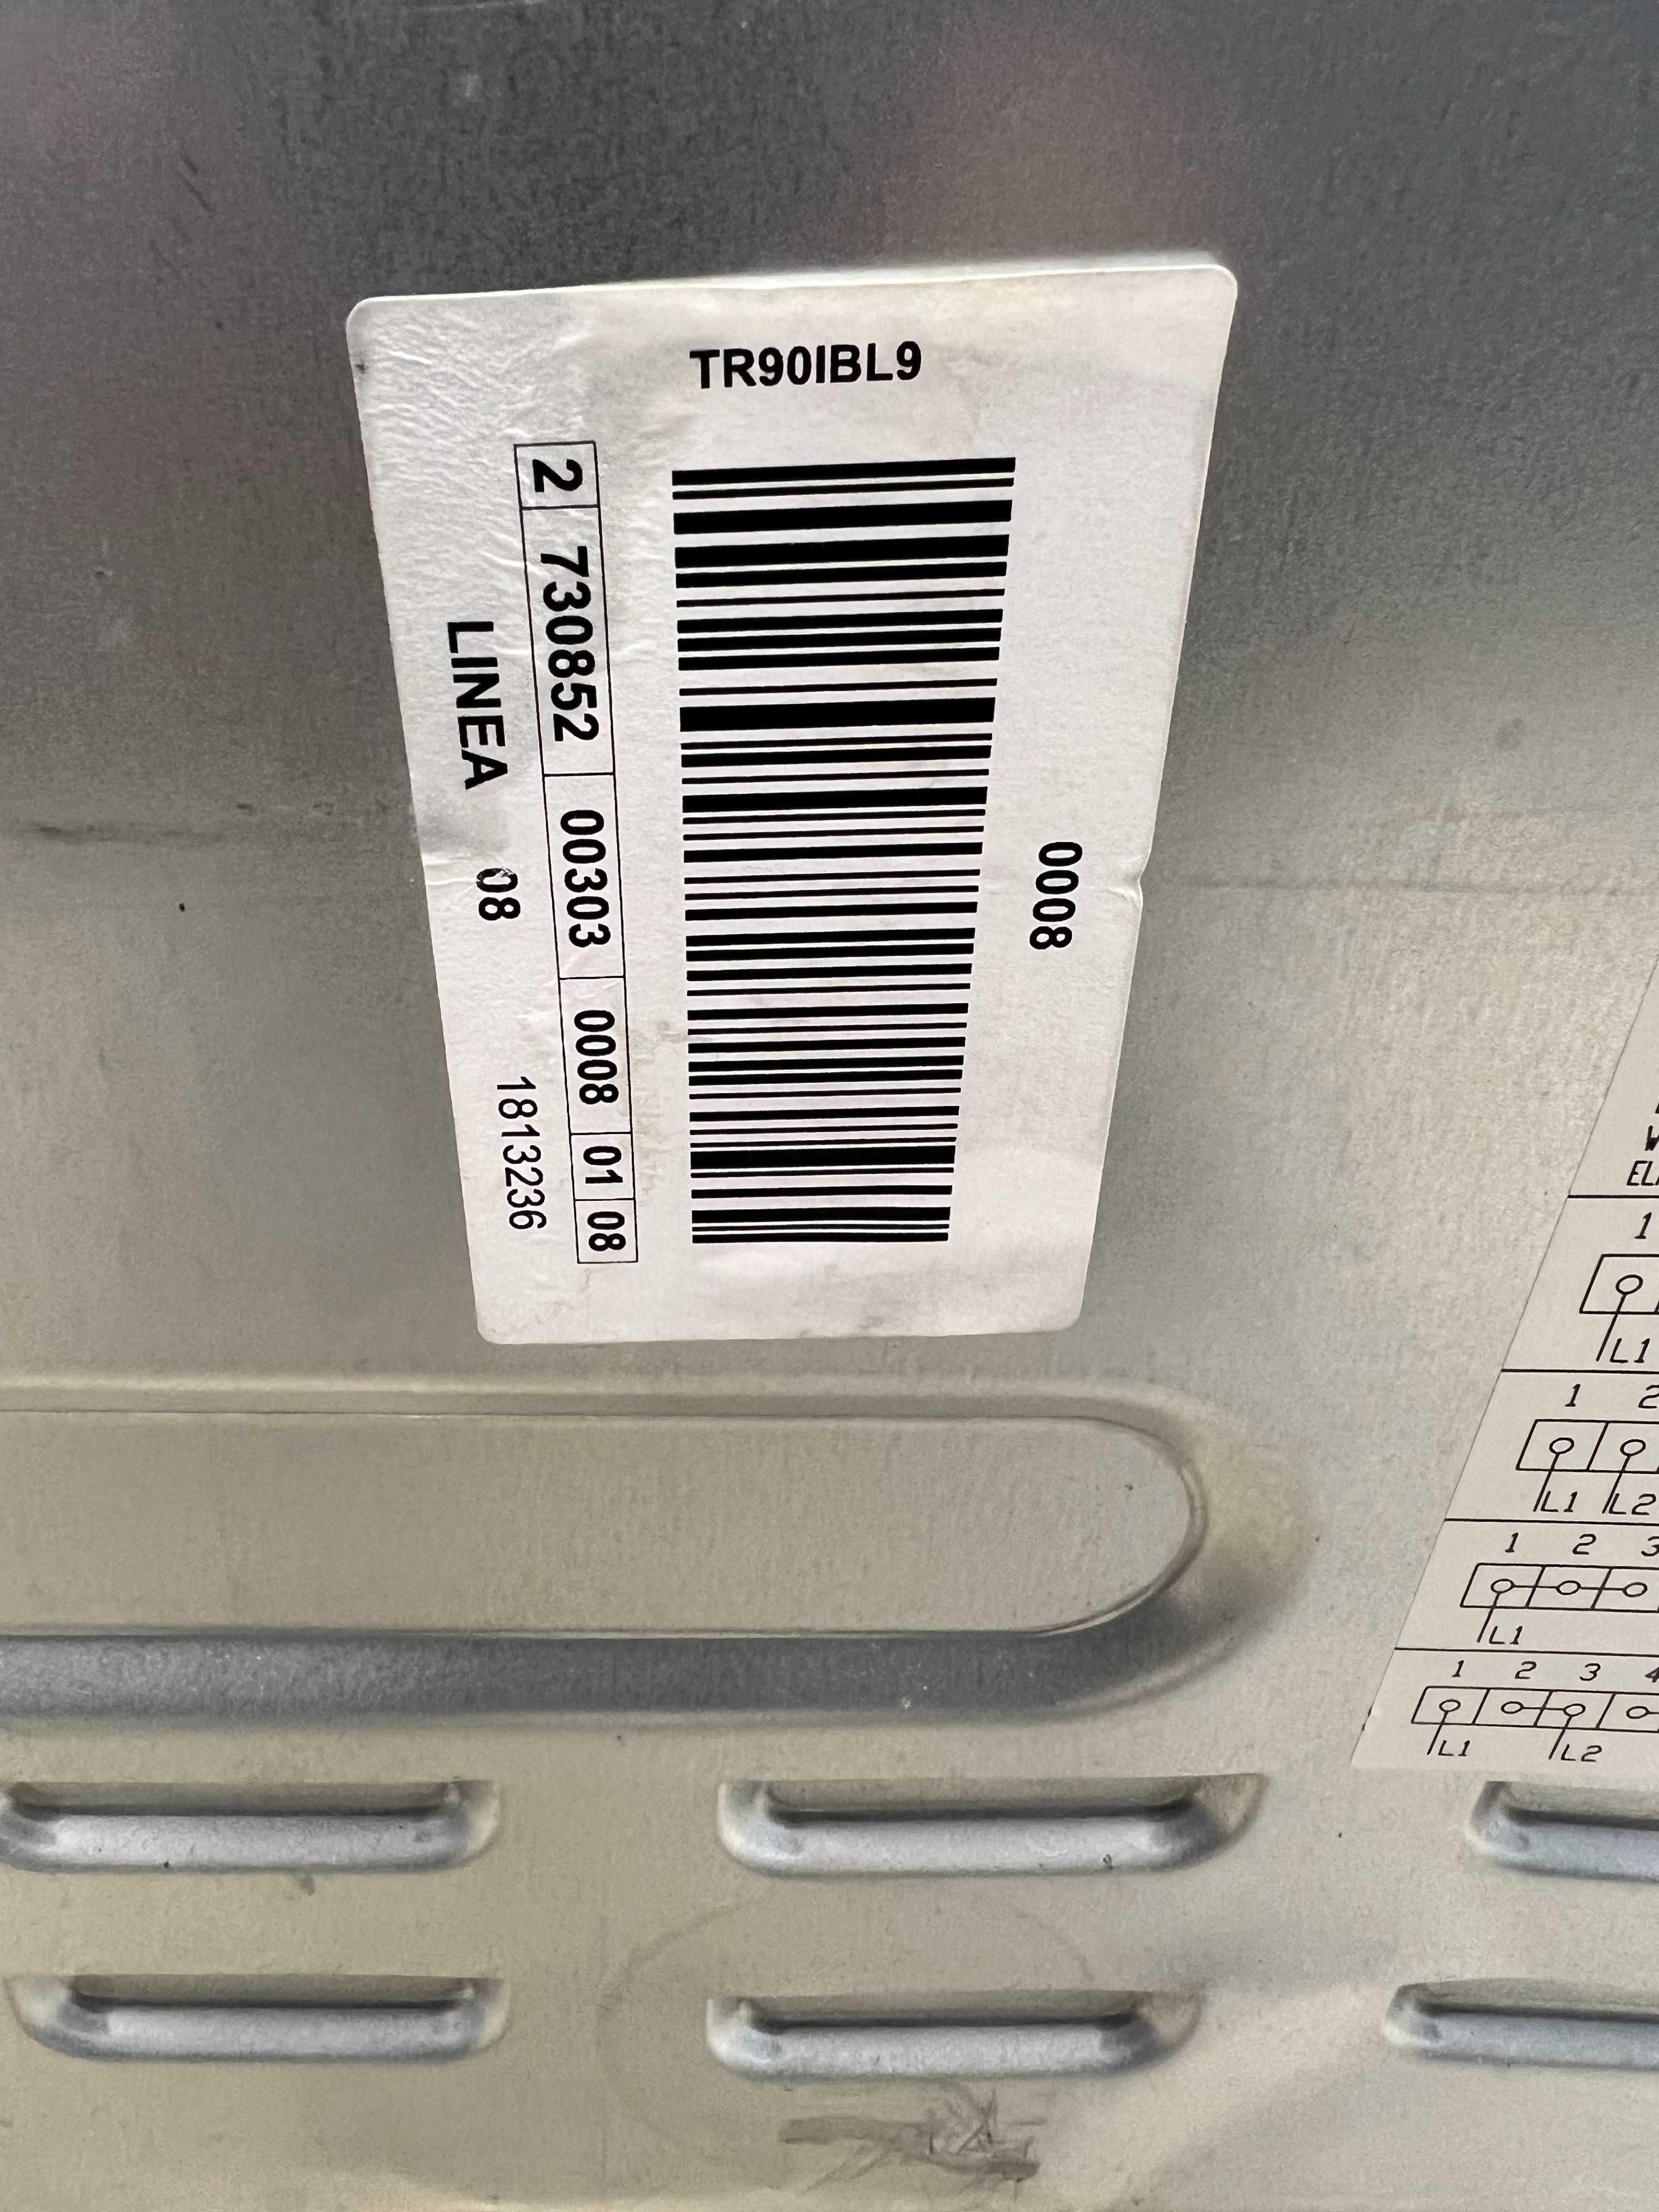 TR90IBL9
0008
2 730852 00303 0008 01 08
LINEA 08 1813236
1
L1
1 2
L1 L2
1 2 3
L1
1 2 3 4
L1 L2